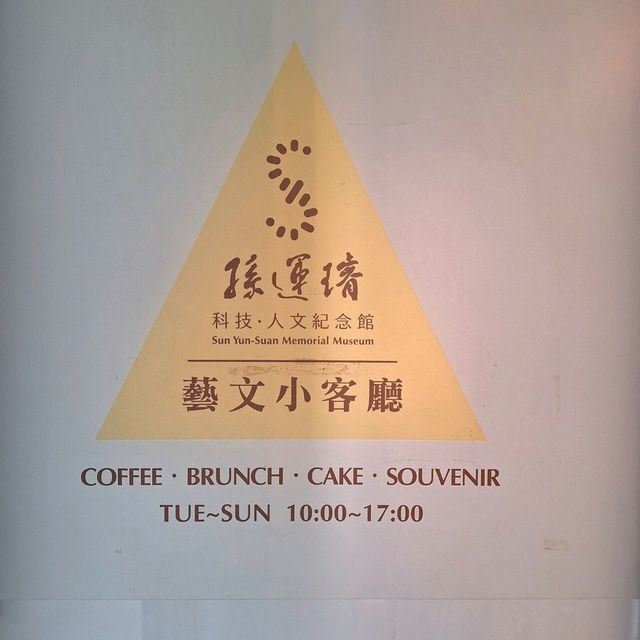 孫運璿
科技·人文紀念館
Sun Yun-Suan Memorial Museum
藝文小客廳
COFFEE · BRUNCH · CAKE · SOUVENIR
TUE~SUN 10:00~17:00